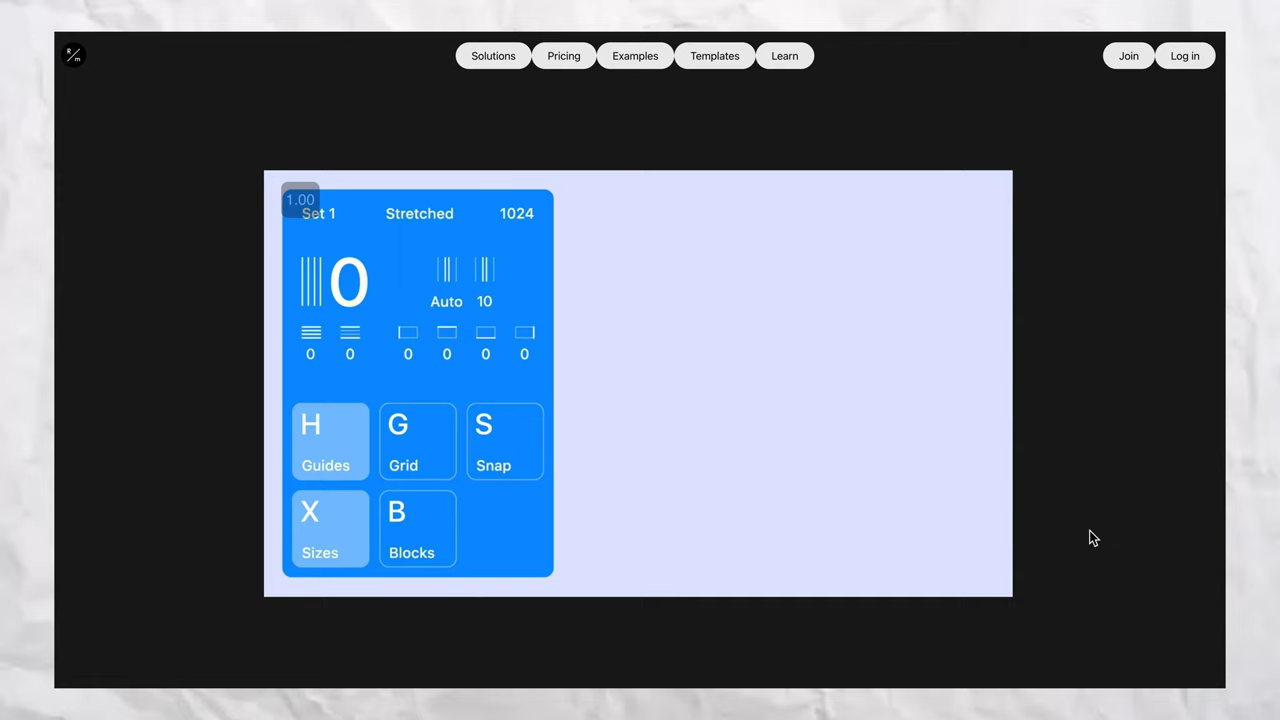 R
m
Solutions
Pricing
Examples
Templates
Learn
Join
Log in
1.00
Set 1
Stretched
1024
0
Auto
10
0
0
0
0
0
0
H
Guides
G
Grid
S
Snap
X
Sizes
B
Blocks